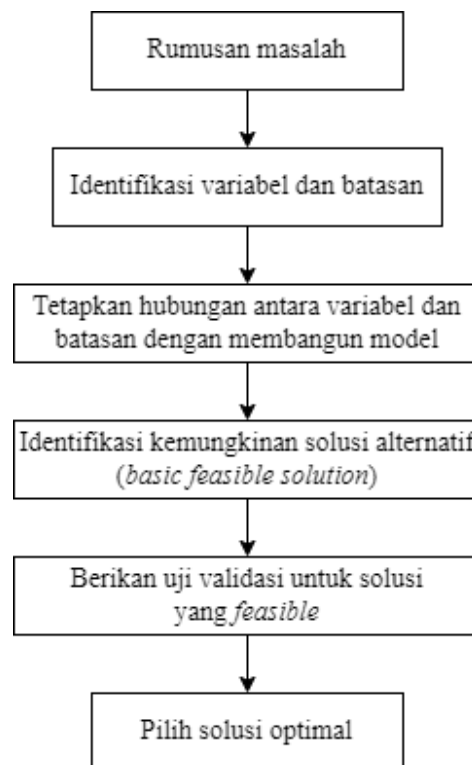 Rumusan masalah
Identifikasi variabel dan batasan
Tetapkan hubungan antara variabel dan
batasan dengan membangun model
Identifikasi kemungkinan solusi alternatif
(basic feasible solution)
Berikan uji validasi untuk solusi
yang feasible
Pilih solusi optimal